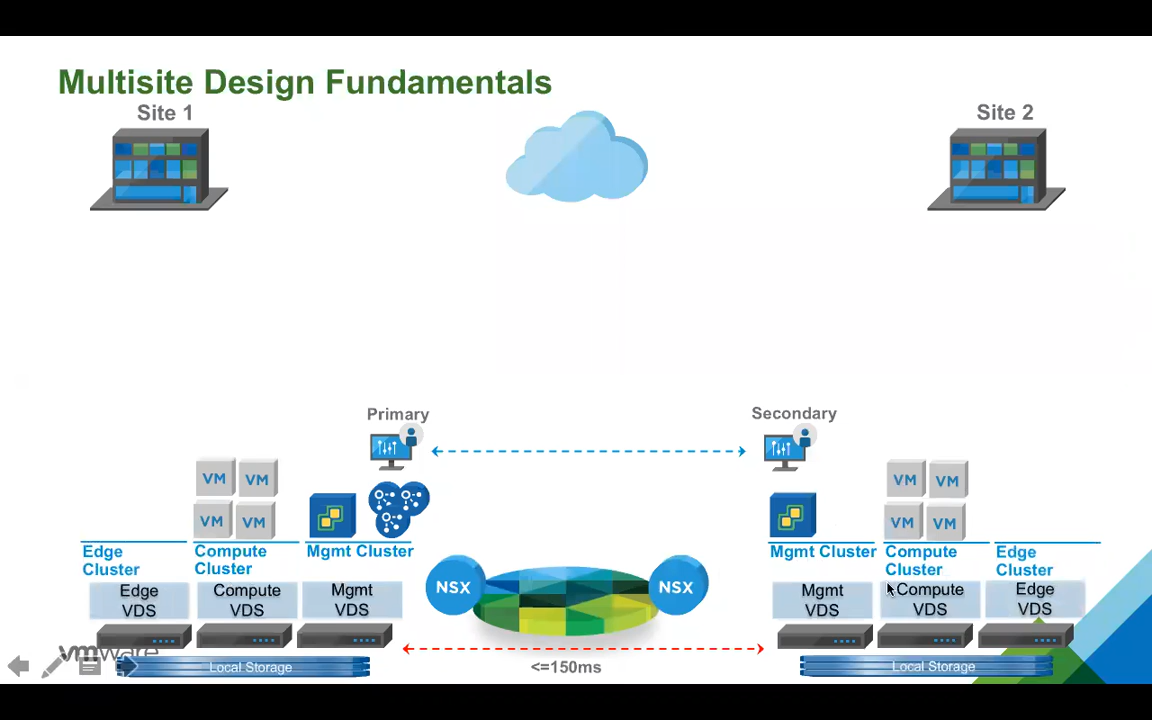 Multisite Design Fundamentals
Site 1
Site 2
Primary
Secondary
VM VM
VM VM
VM VM
VM VM
Edge
Cluster
Compute
Cluster
Mgmt Cluster
Mgmt Cluster
Compute
Cluster
Edge
Cluster
Edge
VDS
Compute
VDS
Mgmt
VDS
NSX
NSX
Mgmt
VDS
Compute
VDS
Edge
VDS
vmware
Local Storage
<=150ms
Local Storage